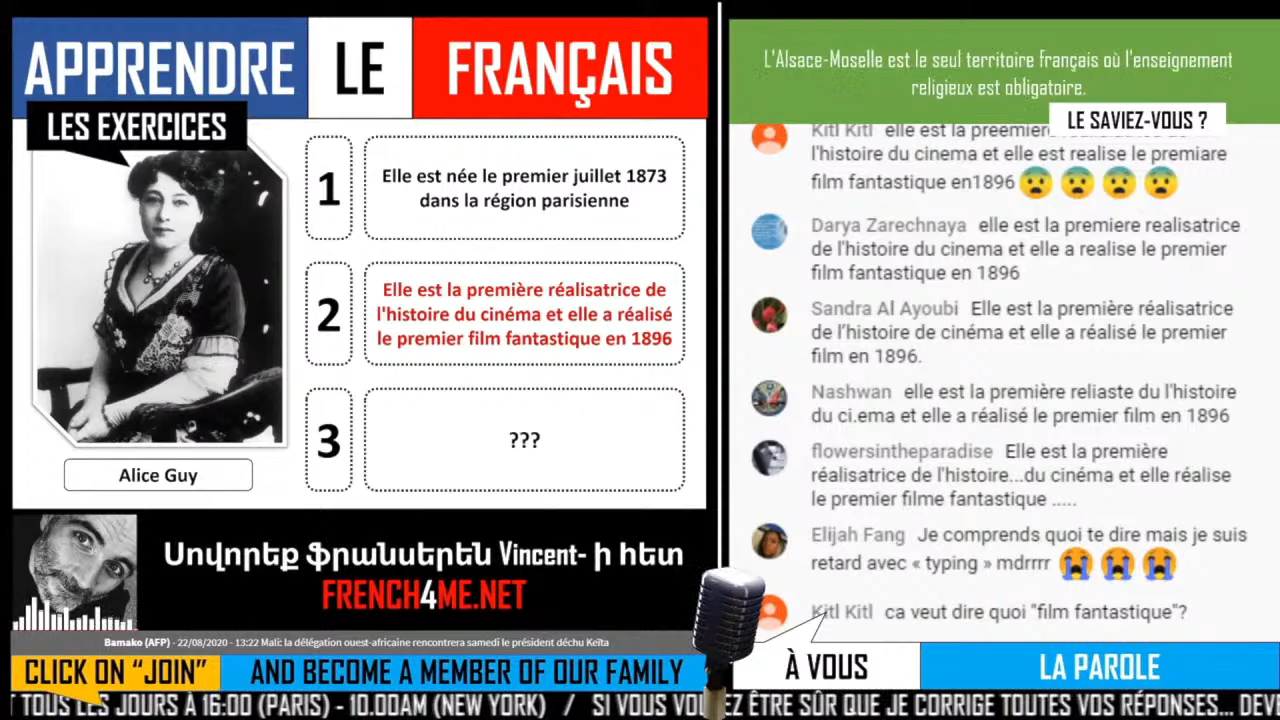 APPRENDRE LE FRANÇAIS
LES EXERCICES
1
Elle est née le premier juillet 1873
dans la région parisienne
2
Elle est la première réalisatrice de
l'histoire du cinéma et elle a réalisé
le premier film fantastique en 1896
3
???
Alice Guy
Սովորեք ֆրանսերեն Vincent- ի հետ
FRENCH4ME.NET
Bamako (AFP) - 22/08/2020 - 13:22 Mali: la délégation ouest-africaine rencontrera samedi le président déchu Keïta
CLICK ON “JOIN” AND BECOME A MEMBER OF OUR FAMILY
L'Alsace-Moselle est le seul territoire français où l'enseignement
religieux est obligatoire.
LE SAVIEZ-VOUS ?
Kitl Kitl elle est la preemiere
l'histoire du cinema et elle est realise le premiare
film fantastique en1896 😨 😨 😨 😨
Darya Zarechnaya elle est la premiere realisatrice
de l'histoire du cinema et elle a realise le premier
film fantastique en 1896
Sandra Al Ayoubi Elle est la première réalisatrice
de l’histoire de cinéma et elle a réalisé le premier
film en 1896.
Nashwan elle est la première reliaste du l'histoire
du ci.ema et elle a réalisé le premier film en 1896
flowersintheparadise Elle est la première
réalisatrice de l'histoire...du cinéma et elle réalise
le premier filme fantastique .....
Elijah Fang Je comprends quoi te dire mais je suis
retard avec « typing » mdrrrr 😭 😭 😭
Kitl Kitl ca veut dire quoi "film fantastique"?
À VOUS LA PAROLE
TOUS LES JOURS À 16:00 (PARIS) - 10.00AM (NEW YORK) / SI VOUS ÊTRE SÛR QUE JE CORRIGE TOUTES VOS RÉPONSES...